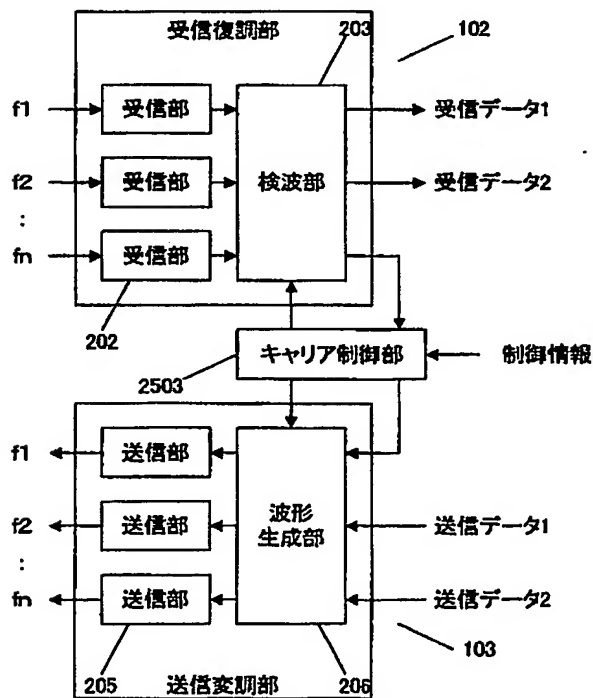 受信復調部
203
102
f1
受信部
受信データ1
f2
受信部
検波部
受信データ2
:
fn
受信部
202
キャリア制御部
制御情報
2503
f1
送信部
f2
送信部
波形
生成部
送信データ1
:
fn
送信部
送信データ2
205
送信変調部
206
103